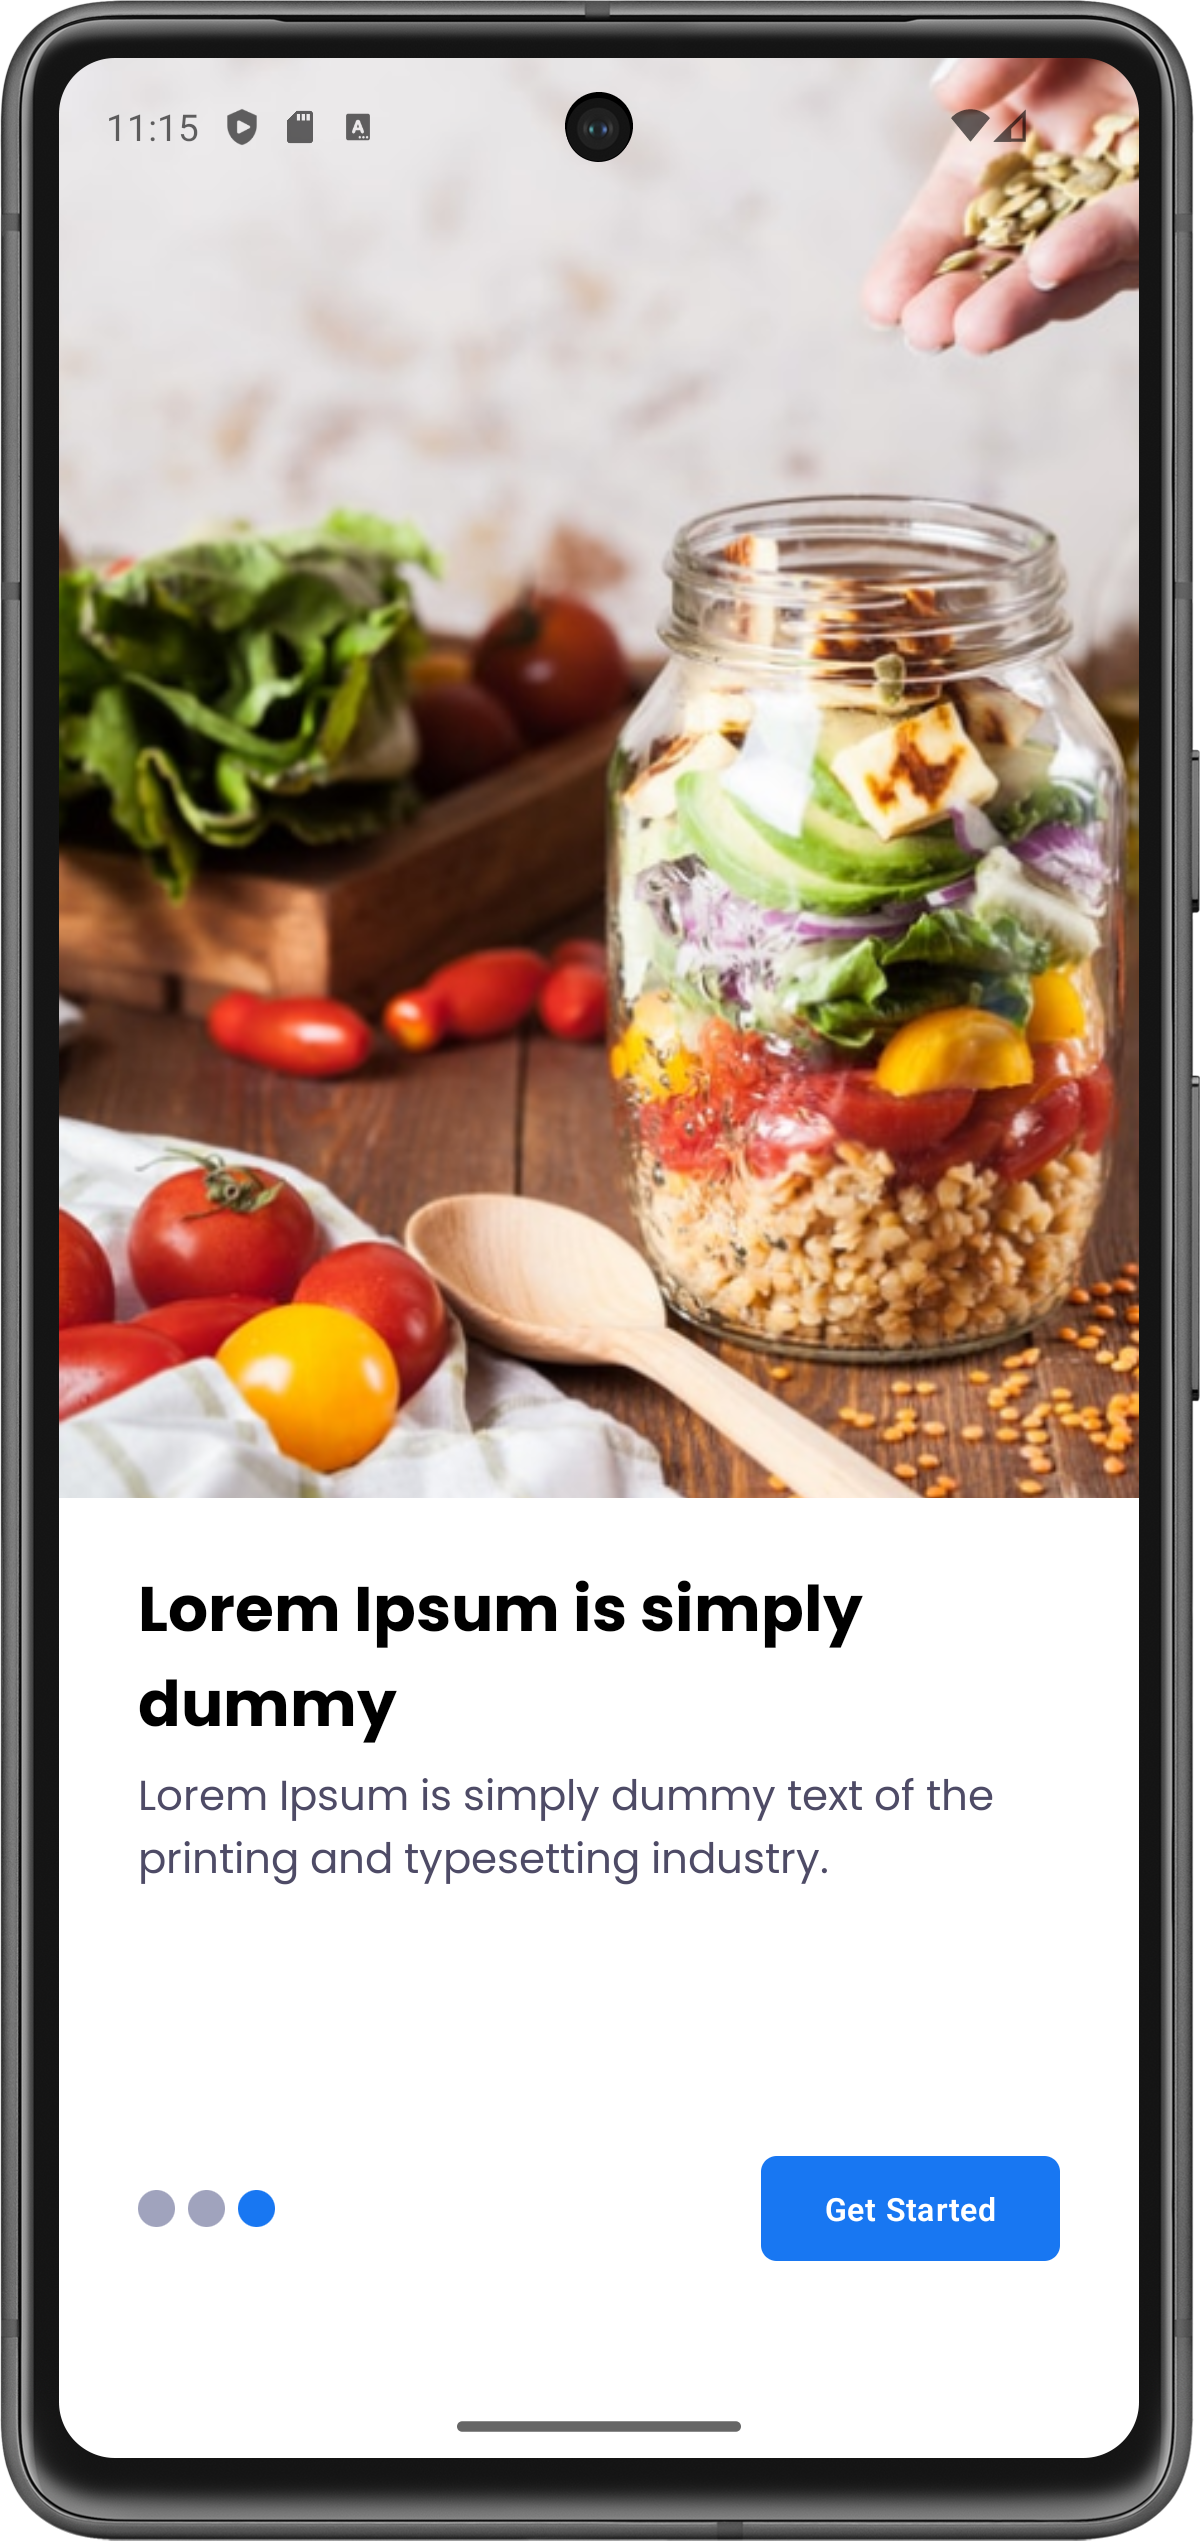 11:15
Lorem Ipsum is simply
dummy
Lorem Ipsum is simply dummy text of the
printing and typesetting industry.
Get Started